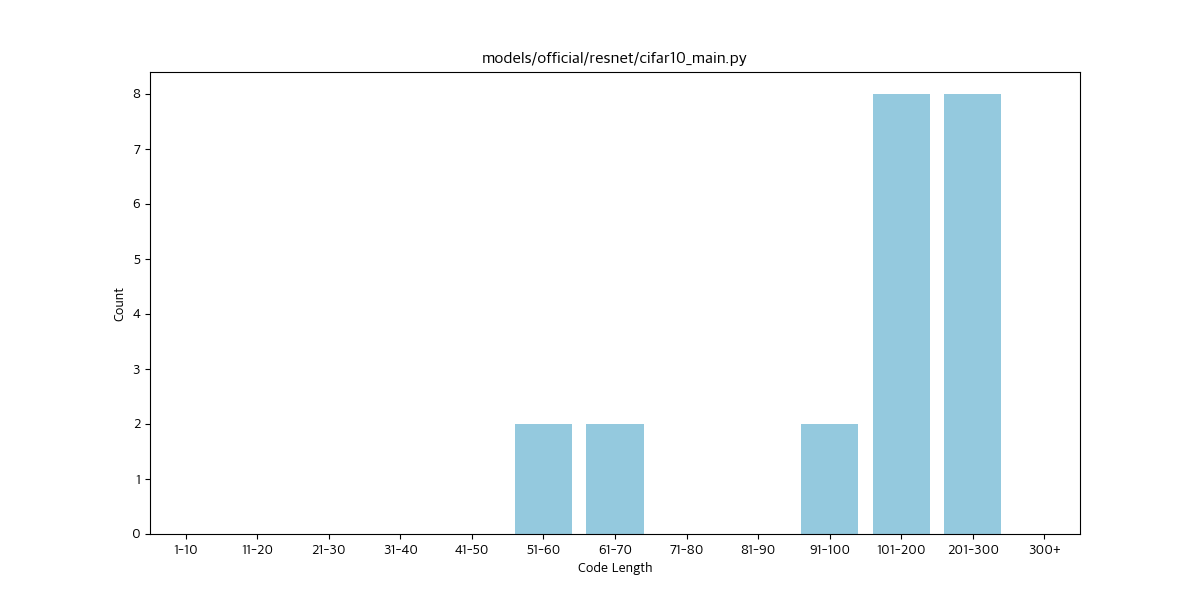 models/official/resnet/cifar10_main.py
8
7
6
5
4
3
2
1
0
Count
1-10 11-20 21-30 31-40 41-50 51-60 61-70 71-80 81-90 91-100 101-200 201-300 300+
Code Length